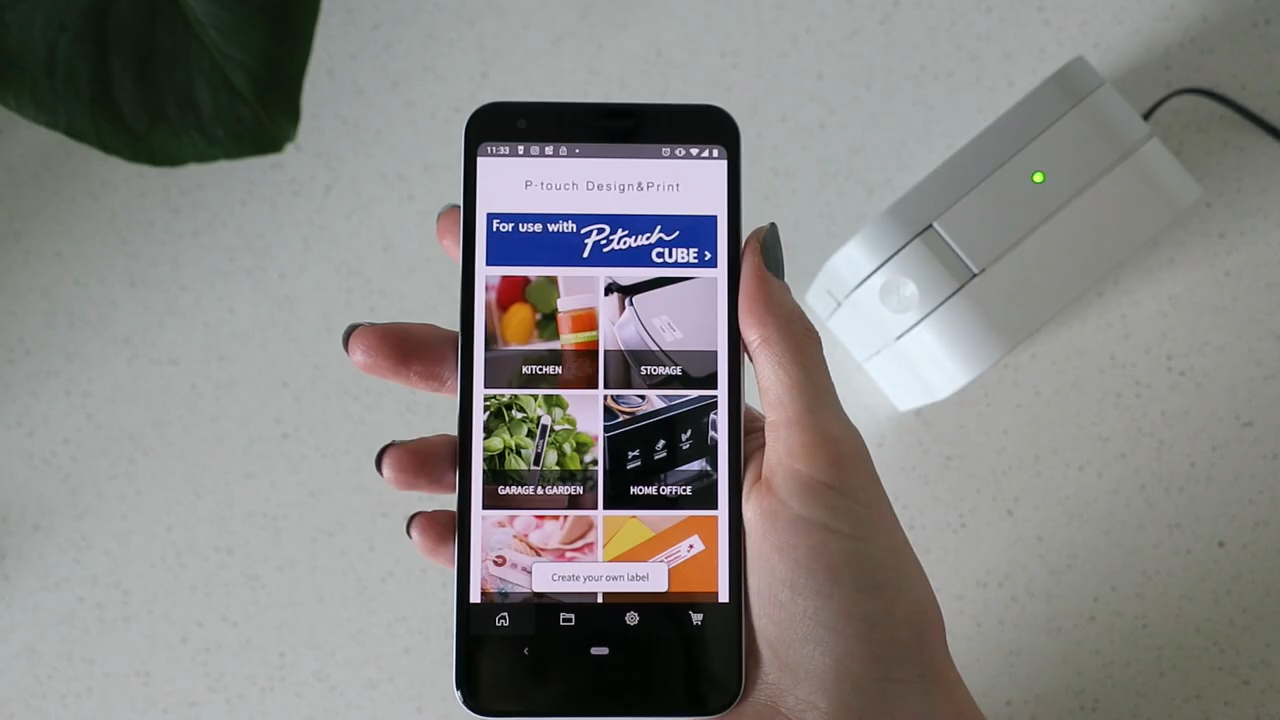 11:33
P-touch Design&Print
For use with
P-touch
CUBE >
KITCHEN
STORAGE
GARAGE & GARDEN
HOME OFFICE
Create your own label